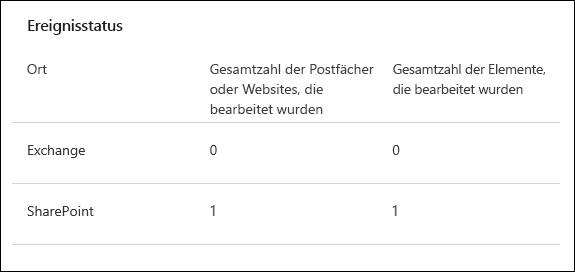 Ereignisstatus
Ort
Gesamtzahl der Postfächer
oder Websites, die
bearbeitet wurden
Gesamtzahl der Elemente,
die bearbeitet wurden
Exchange 0 0
SharePoint 1 1